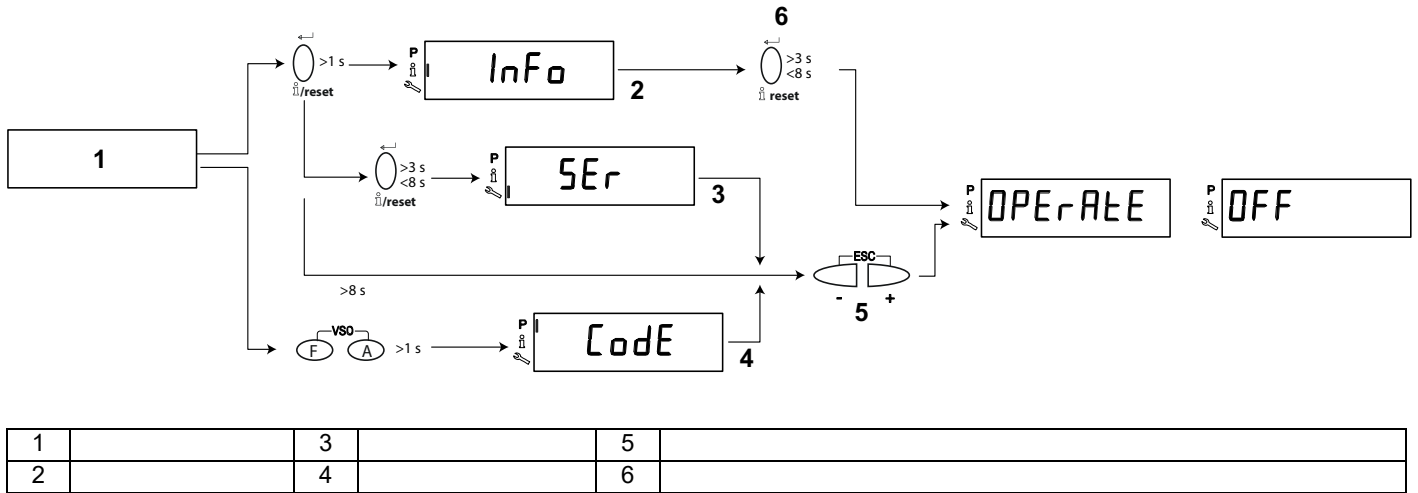 6
>1 s
i/reset
P
i
InFo
2
>3 s
<8 s
i reset
1
>3 s
<8 s
i/reset
P
i
SEr
3
P
i
OPErAtE
P
i
OFF
ESC
- +
5
>8 s
VSO
F A >1 s
P
i
CodE
4
1 3 5
2 4 6